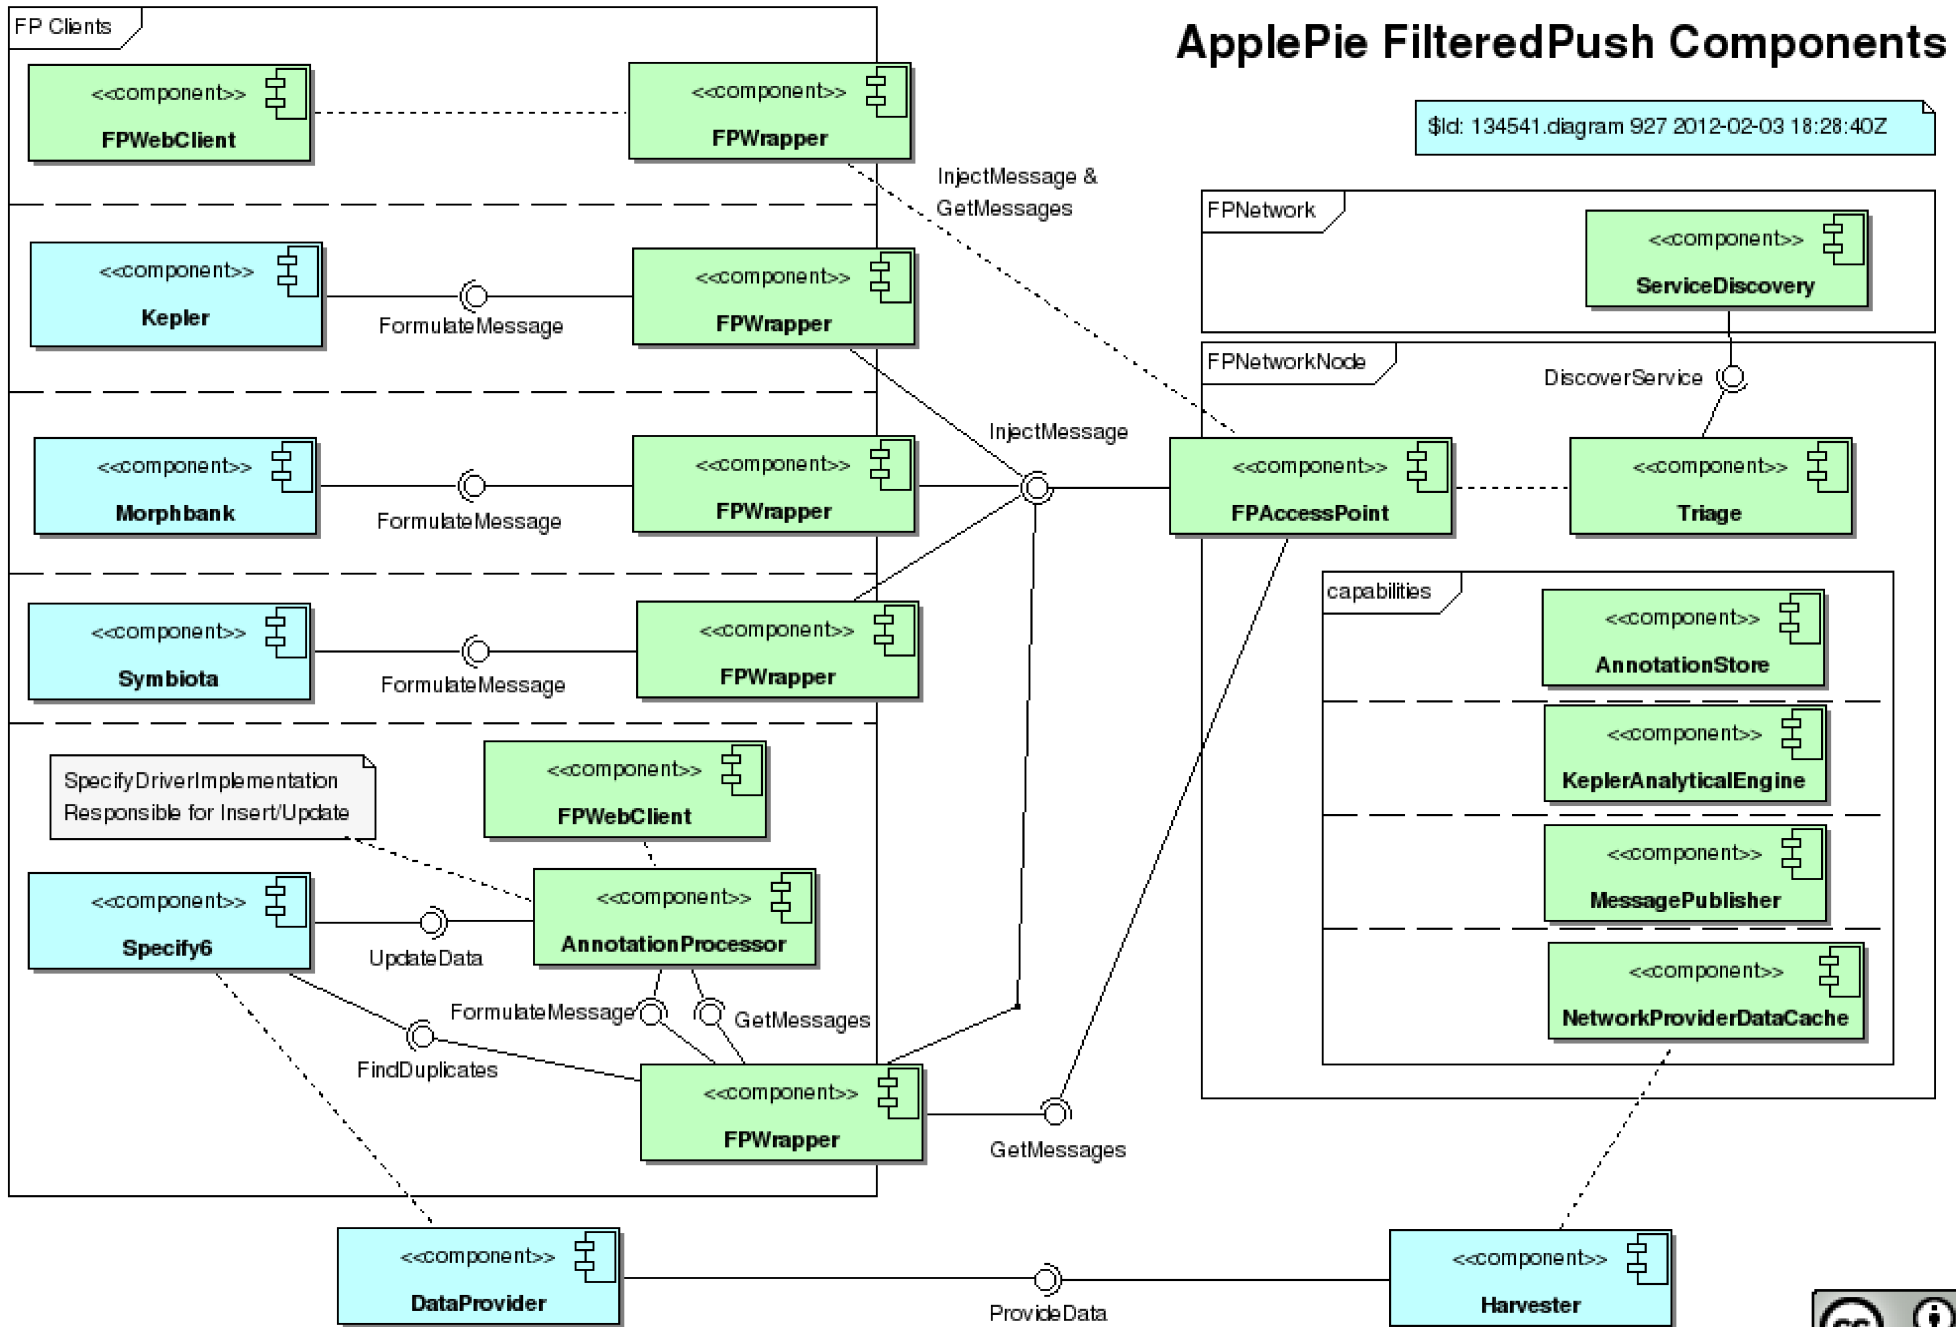 FP Clients
ApplePie FilteredPush Components
$Id: 134541.diagram 927 2012-02-03 18:28:40Z
<<component>>
FPWebClient
<<component>>
FPWrapper
InjectMessage &
GetMessages
FPNetwork
<<component>>
ServiceDiscovery
<<component>>
Kepler
FormulateMessage
<<component>>
FPWrapper
FPNetworkNode
DiscoverService
InjectMessage
<<component>>
Morphbank
FormulateMessage
<<component>>
FPWrapper
<<component>>
FPAccessPoint
<<component>>
Triage
capabilities
<<component>>
AnnotationStore
<<component>>
Symbiota
FormulateMessage
<<component>>
FPWrapper
<<component>>
KeplerAnalyticalEngine
SpecifyDriverImplementation
Responsible for Insert/Update
<<component>>
FPWebClient
<<component>>
MessagePublisher
<<component>>
Specify6
UpdateData
<<component>>
AnnotationProcessor
<<component>>
NetworkProviderDataCache
FormulateMessage
GetMessages
FindDuplicates
<<component>>
FPWrapper
GetMessages
<<component>>
DataProvider
ProvideData
<<component>>
Harvester
cc